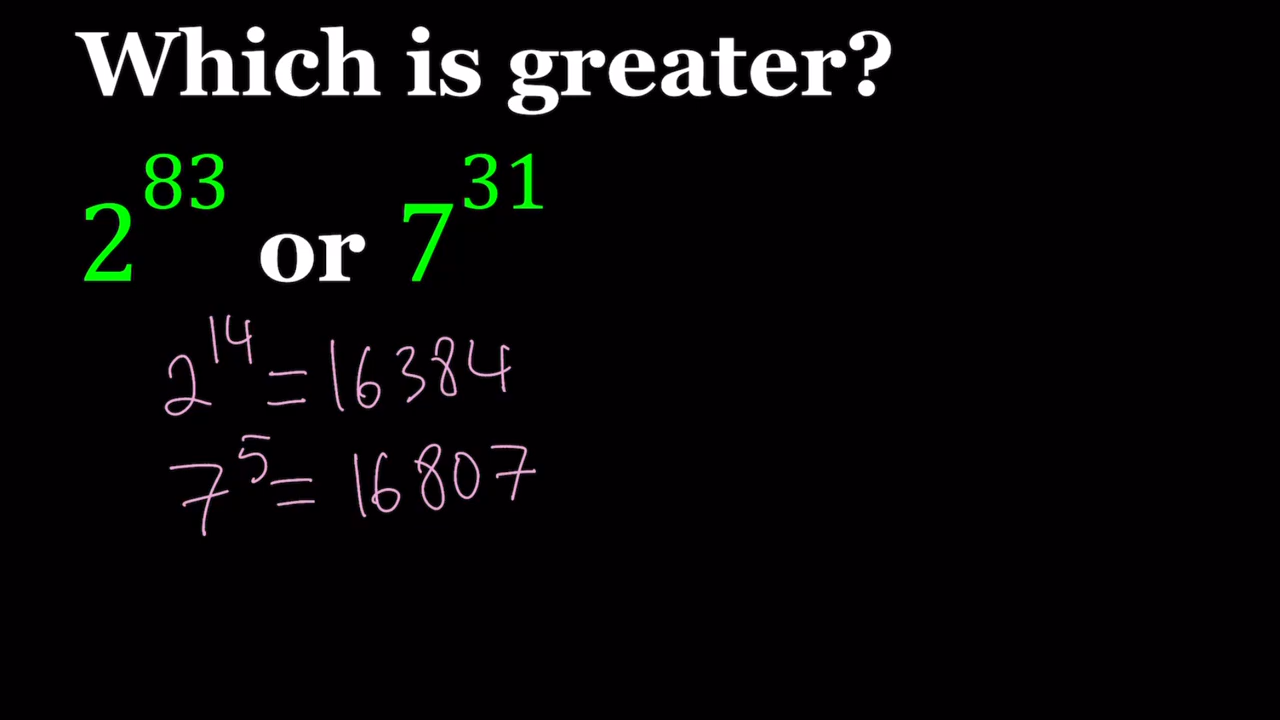 Which is greater?
2^83 or 7^31
2^14 = 16384
7^5 = 16807